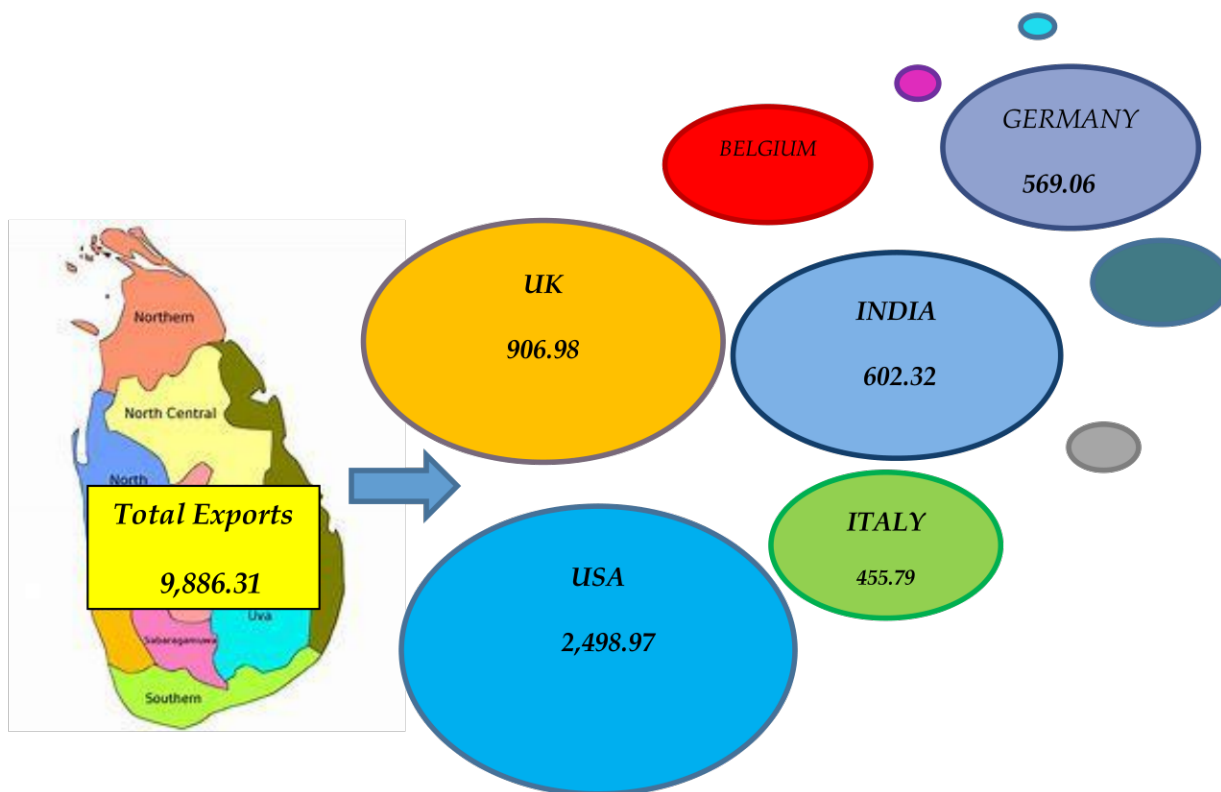 Northern
North Central
North
Total Exports
9,886.31
Uva
Sabaragamuwa
Southern
UK
906.98
USA
2,498.97
BELGIUM
GERMANY
569.06
INDIA
602.32
ITALY
455.79